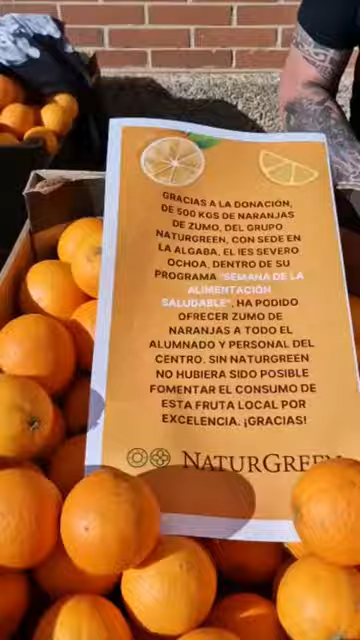 GRACIAS A LA DONACIÓN,
DE 500 KGS DE NARANJAS
DE ZUMO, DEL GRUPO
NATURGREEN, CON SEDE EN
LA ALGABA, EL IES SEVERO
OCHOA, DENTRO DE SU
PROGRAMA "SEMANA DE LA
ALIMENTACIÓN
SALUDABLE", HA PODIDO
OFRECER ZUMO DE
NARANJAS A TODO EL
ALUMNADO Y PERSONAL DEL
CENTRO. SIN NATURGREEN
NO HUBIERA SIDO POSIBLE
FOMENTAR EL CONSUMO DE
ESTA FRUTA LOCAL POR
EXCELENCIA. ¡GRACIAS!
NATURGREEN